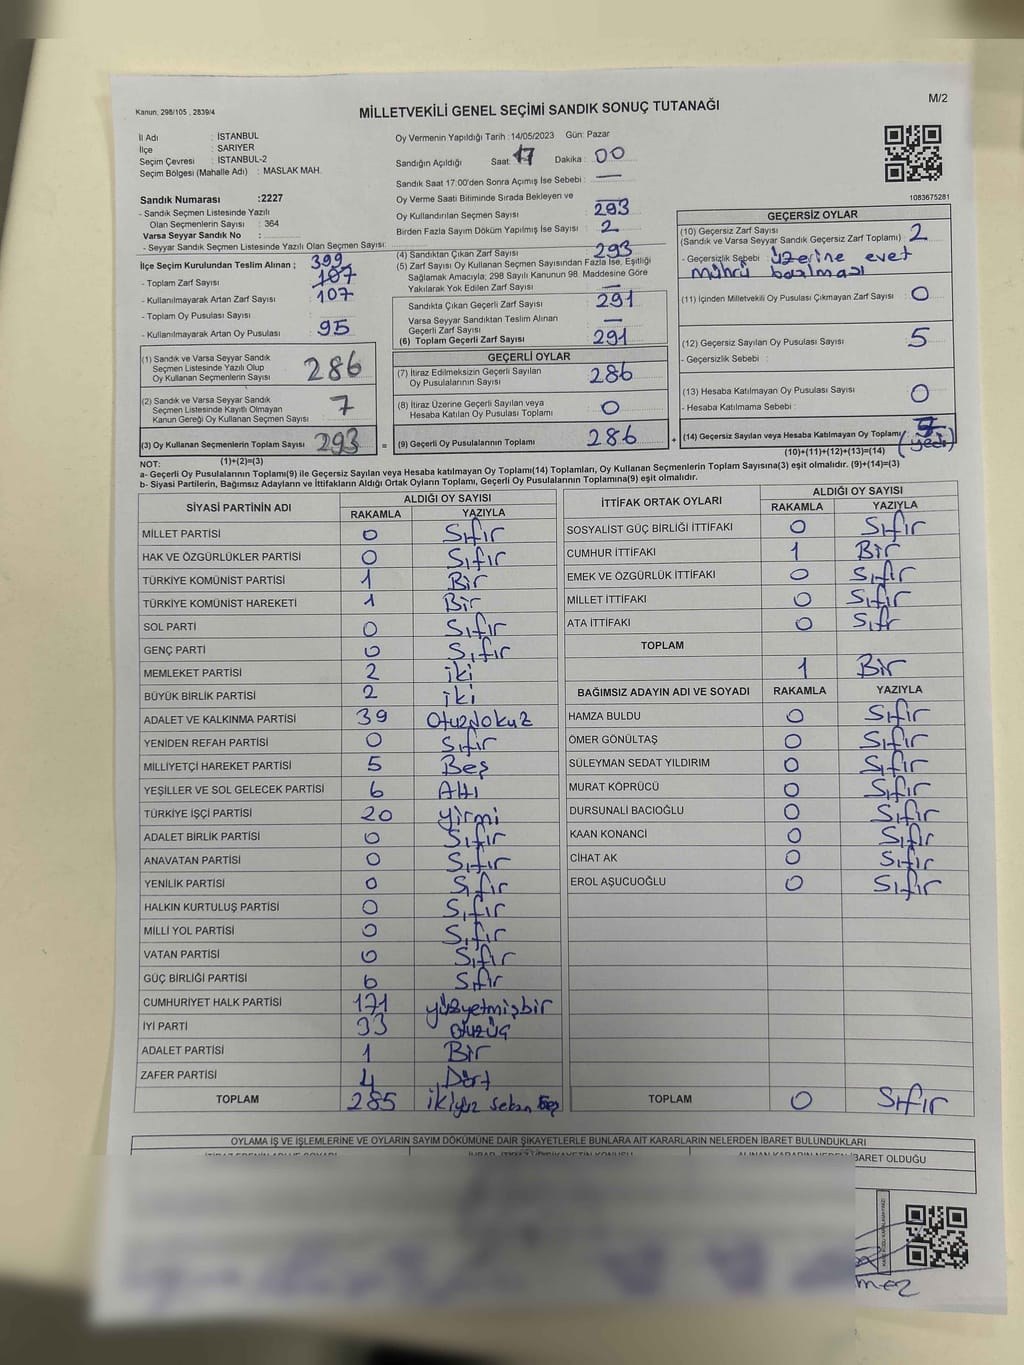 Kanun, 298/105 , 2839/4
MİLLETVEKİLİ GENEL SEÇİMİ SANDIK SONUÇ TUTANAĞI
M/2
İl Adı : İSTANBUL
İlçe : SARIYER
Seçim Çevresi : İSTANBUL-2
Seçim Bölgesi (Mahalle Adı) : MASLAK MAH.
Sandık Numarası :2227
- Sandık Seçmen Listesinde Yazılı
Olan Seçmenlerin Sayısı : 364
Varsa Seyyar Sandık No :
- Seyyar Sandık Seçmen Listesinde Yazılı Olan Seçmen Sayısı:
İlçe Seçim Kurulundan Teslim Alınan ; 399
- Toplam Zarf Sayısı : 107
- Kullanılmayarak Artan Zarf Sayısı : 107
- Toplam Oy Pusulası Sayısı :
- Kullanılmayarak Artan Oy Pusulası : 95
(1) Sandık ve Varsa Seyyar Sandık
Seçmen Listesinde Yazılı Olup
Oy Kullanan Seçmenlerin Sayısı 286
(2) Sandık ve Varsa Seyyar Sandık
Seçmen Listesinde Kayıtlı Olmayan
Kanun Gereği Oy Kullanan Seçmen Sayısı 7
(3) Oy Kullanan Seçmenlerin Toplam Sayısı 293
(1)+(2)=(3)
Oy Vermenin Yapıldığı Tarih : 14/05/2023 Gün: Pazar
Sandığın Açıldığı Saat: 17 Dakika : 00
Sandık Saat 17:00'den Sonra Açımış İse Sebebi : —
Oy Verme Saati Bitiminde Sırada Bekleyen ve
Oy Kullandırılan Seçmen Sayısı : 293
Birden Fazla Sayım Döküm Yapılmış İse Sayısı : 2
(4) Sandıktan Çıkan Zarf Sayısı : 293
(5) Zarf Sayısı Oy Kullanan Seçmen Sayısından Fazla İse, Eşitliği
Sağlamak Amacıyla, 298 Sayılı Kanunun 98. Maddesine Göre
Yakılarak Yok Edilen Zarf Sayısı :
Sandıkta Çıkan Geçerli Zarf Sayısı : 291
Varsa Seyyar Sandıktan Teslim Alınan
Geçerli Zarf Sayısı : —
(6) Toplam Geçerli Zarf Sayısı : 291
GEÇERLİ OYLAR
(7) İtiraz Edilmeksizin Geçerli Sayılan
Oy Pusulalarının Sayısı : 286
(8) İtiraz Üzerine Geçerli Sayılan veya
Hesaba Katılan Oy Pusulası Toplamı : 0
= (9) Geçerli Oy Pusulalarının Toplamı : 286
1083675281
GEÇERSİZ OYLAR
(10) Geçersiz Zarf Sayısı
(Sandık ve Varsa Seyyar Sandık Geçersiz Zarf Toplamı) : 2
- Geçersizlik Sebebi : üzerine evet
mührü basılması
(11) İçinden Milletvekili Oy Pusulası Çıkmayan Zarf Sayısı : 0
(12) Geçersiz Sayılan Oy Pusulası Sayısı : 5
- Geçersizlik Sebebi :
(13) Hesaba Katılmayan Oy Pusulası Sayısı : 0
- Hesaba Katılmama Sebebi :
+ (14) Geçersiz Sayılan veya Hesaba Katılmayan Oy Toplamı: 7
(yedi)
(10)+(11)+(12)+(13)=(14)
NOT:
a- Geçerli Oy Pusulalarının Toplamı(9) ile Geçersiz Sayılan veya Hesaba katılmayan Oy Toplamı(14) Toplamları, Oy Kullanan Seçmenlerin Toplam Sayısına(3) eşit olmalıdır. (9)+(14)=(3)
b- Siyasi Partilerin, Bağımsız Adayların ve İttifakların Aldığı Oyların Toplamı, Geçerli Oy Pusulalarının Toplamına(9) eşit olmalıdır.
SİYASİ PARTİNİN ADI ALDIĞI OY SAYISI
RAKAMLA YAZIYLA
MİLLET PARTİSİ 0 Sıfır
HAK VE ÖZGÜRLÜKLER PARTİSİ 0 Sıfır
TÜRKİYE KOMÜNİST PARTİSİ 1 Bir
TÜRKİYE KOMÜNİST HAREKETİ 1 Bir
SOL PARTİ 0 Sıfır
GENÇ PARTİ 0 Sıfır
MEMLEKET PARTİSİ 2 iki
BÜYÜK BİRLİK PARTİSİ 2 iki
ADALET VE KALKINMA PARTİSİ 39 Otuzdokuz
YENİDEN REFAH PARTİSİ 0 Sıfır
MİLLİYETÇİ HAREKET PARTİSİ 5 Beş
YEŞİLLER VE SOL GELECEK PARTİSİ 6 Altı
TÜRKİYE İŞÇİ PARTİSİ 20 yirmi
ADALET BİRLİK PARTİSİ 0 Sıfır
ANAVATAN PARTİSİ 0 Sıfır
YENİLİK PARTİSİ 0 Sıfır
HALKIN KURTULUŞ PARTİSİ 0 Sıfır
MİLLİ YOL PARTİSİ 0 Sıfır
VATAN PARTİSİ 0 Sıfır
GÜÇ BİRLİĞİ PARTİSİ 0 Sıfır
CUMHURİYET HALK PARTİSİ 171 yüzyetmişbir
İYİ PARTİ 33 otuzüç
ADALET PARTİSİ 1 Bir
ZAFER PARTİSİ 4 Dört
TOPLAM 285 ikiyüz seksen beş
İTTİFAK ORTAK OYLARI ALDIĞI OY SAYISI
RAKAMLA YAZIYLA
SOSYALİST GÜÇ BİRLİĞİ İTTİFAKI 0 Sıfır
CUMHUR İTTİFAKI 1 Bir
EMEK VE ÖZGÜRLÜK İTTİFAKI 0 Sıfır
MİLLET İTTİFAKI 0 Sıfır
ATA İTTİFAKI 0 Sıfr
TOPLAM
1 Bir
BAĞIMSIZ ADAYIN ADI VE SOYADI RAKAMLA YAZIYLA
HAMZA BULDU 0 Sıfır
ÖMER GÖNÜLTAŞ 0 Sıfır
SÜLEYMAN SEDAT YILDIRIM 0 Sıfır
MURAT KÖPRÜCÜ 0 Sıfır
DURSUNALİ BACIOĞLU 0 Sıfır
KAAN KONANCİ 0 Sıfır
CİHAT AK 0 Sıfır
EROL AŞUCUOĞLU 0 Sıfır
TOPLAM 0 Sıfır
OYLAMA İŞ VE İŞLEMLERİNE VE OYLARIN SAYIM DÖKÜMÜNE DAİR ŞİKAYETLERLE BUNLARA AİT KARARLARIN NELERDEN İBARET BULUNDUKLARI
İBARET OLDUĞU